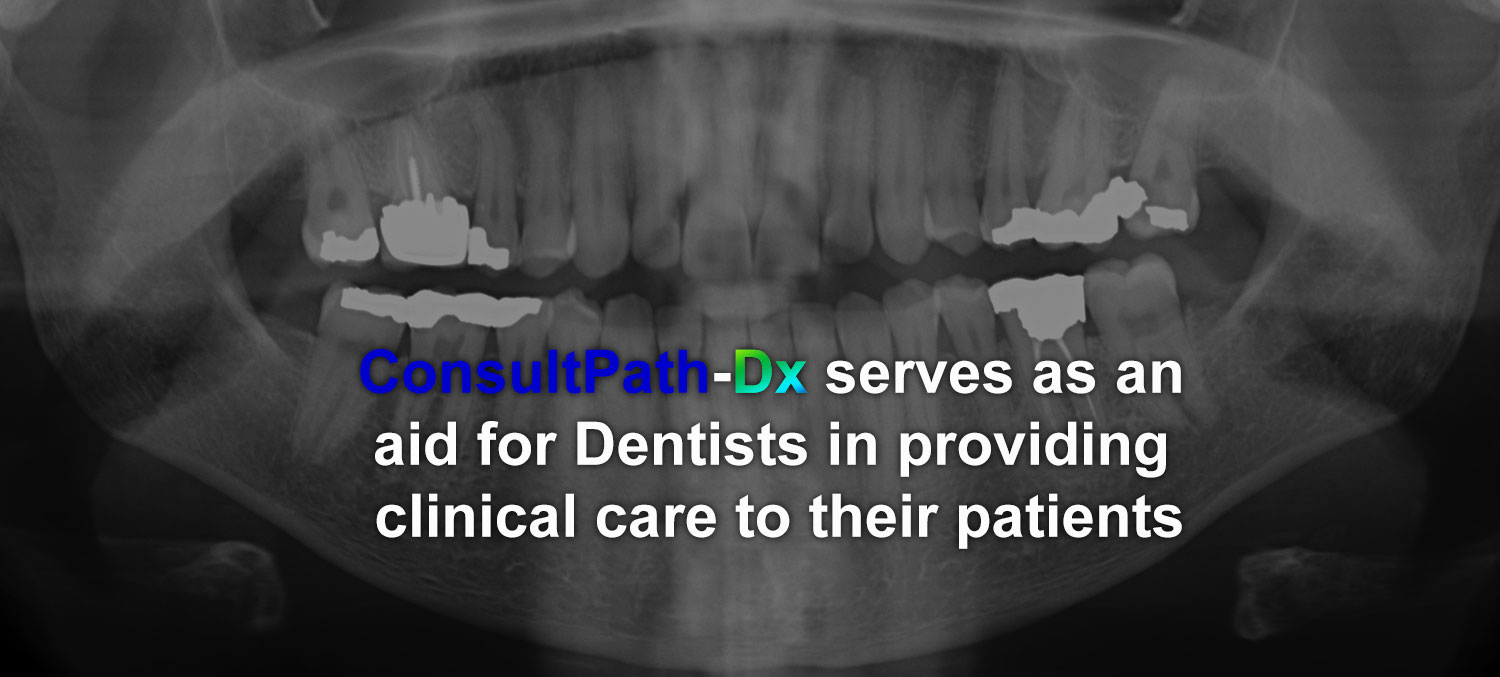 ConsultPath-Dx serves as an
aid for Dentists in providing
clinical care to their patients